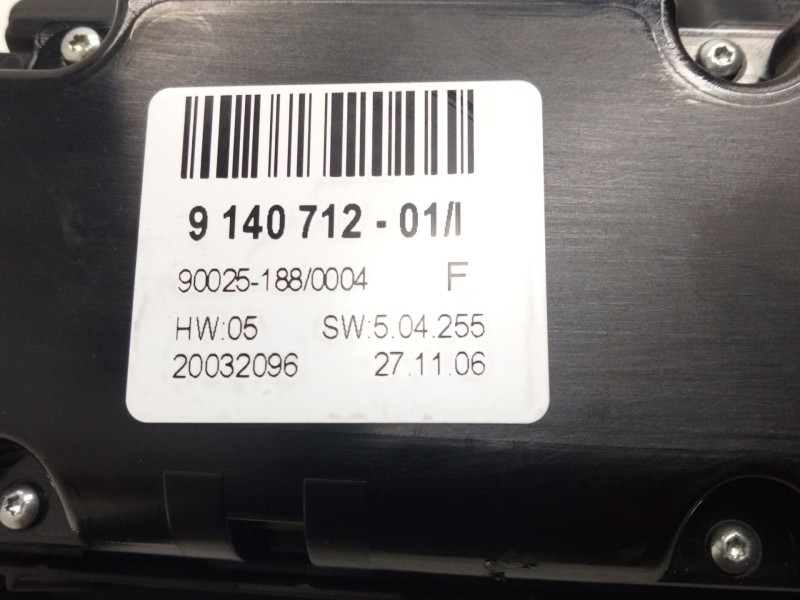 9 140 712 - 01/I
90025-188/0004 F
HW:05 SW:5.04.255
20032096 27.11.06